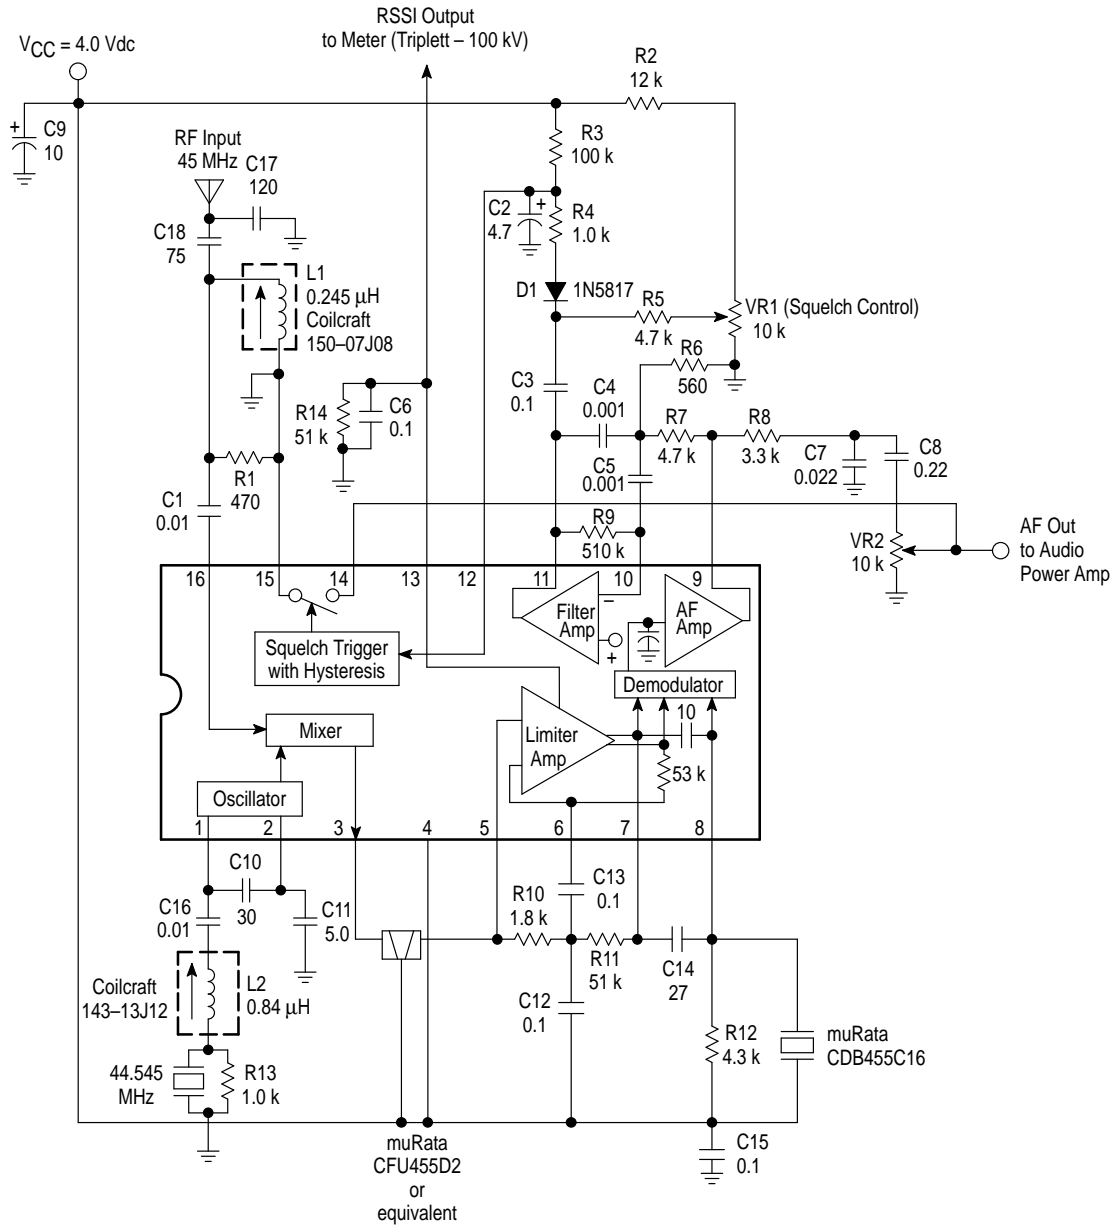 RSSI Output
to Meter (Triplett – 100 kV)
VCC = 4.0 Vdc
R2
12 k
+
C9
10
RF Input
45 MHz
C17
120
R3
100 k
C18
75
C2
4.7
+
R4
1.0 k
L1
0.245 μH
Coilcraft
150–07J08
D1
1N5817
R5
4.7 k
VR1 (Squelch Control)
10 k
R6
560
C3
0.1
C4
0.001
R14
51 k
C6
0.1
R7
4.7 k
R8
3.3 k
C7
0.022
C8
0.22
R1
470
C5
0.001
C1
0.01
R9
510 k
VR2
10 k
AF Out
to Audio
Power Amp
16
15
14
13
12
11
10
9
Filter
Amp
–
+
AF
Amp
Squelch Trigger
with Hysteresis
Demodulator
10
Mixer
Limiter
Amp
53 k
Oscillator
1
2
3
4
5
6
7
8
C10
30
C16
0.01
C11
5.0
R10
1.8 k
C13
0.1
R11
51 k
C14
27
Coilcraft
143–13J12
L2
0.84 μH
C12
0.1
R12
4.3 k
muRata
CDB455C16
44.545
MHz
R13
1.0 k
muRata
CFU455D2
or
equivalent
C15
0.1